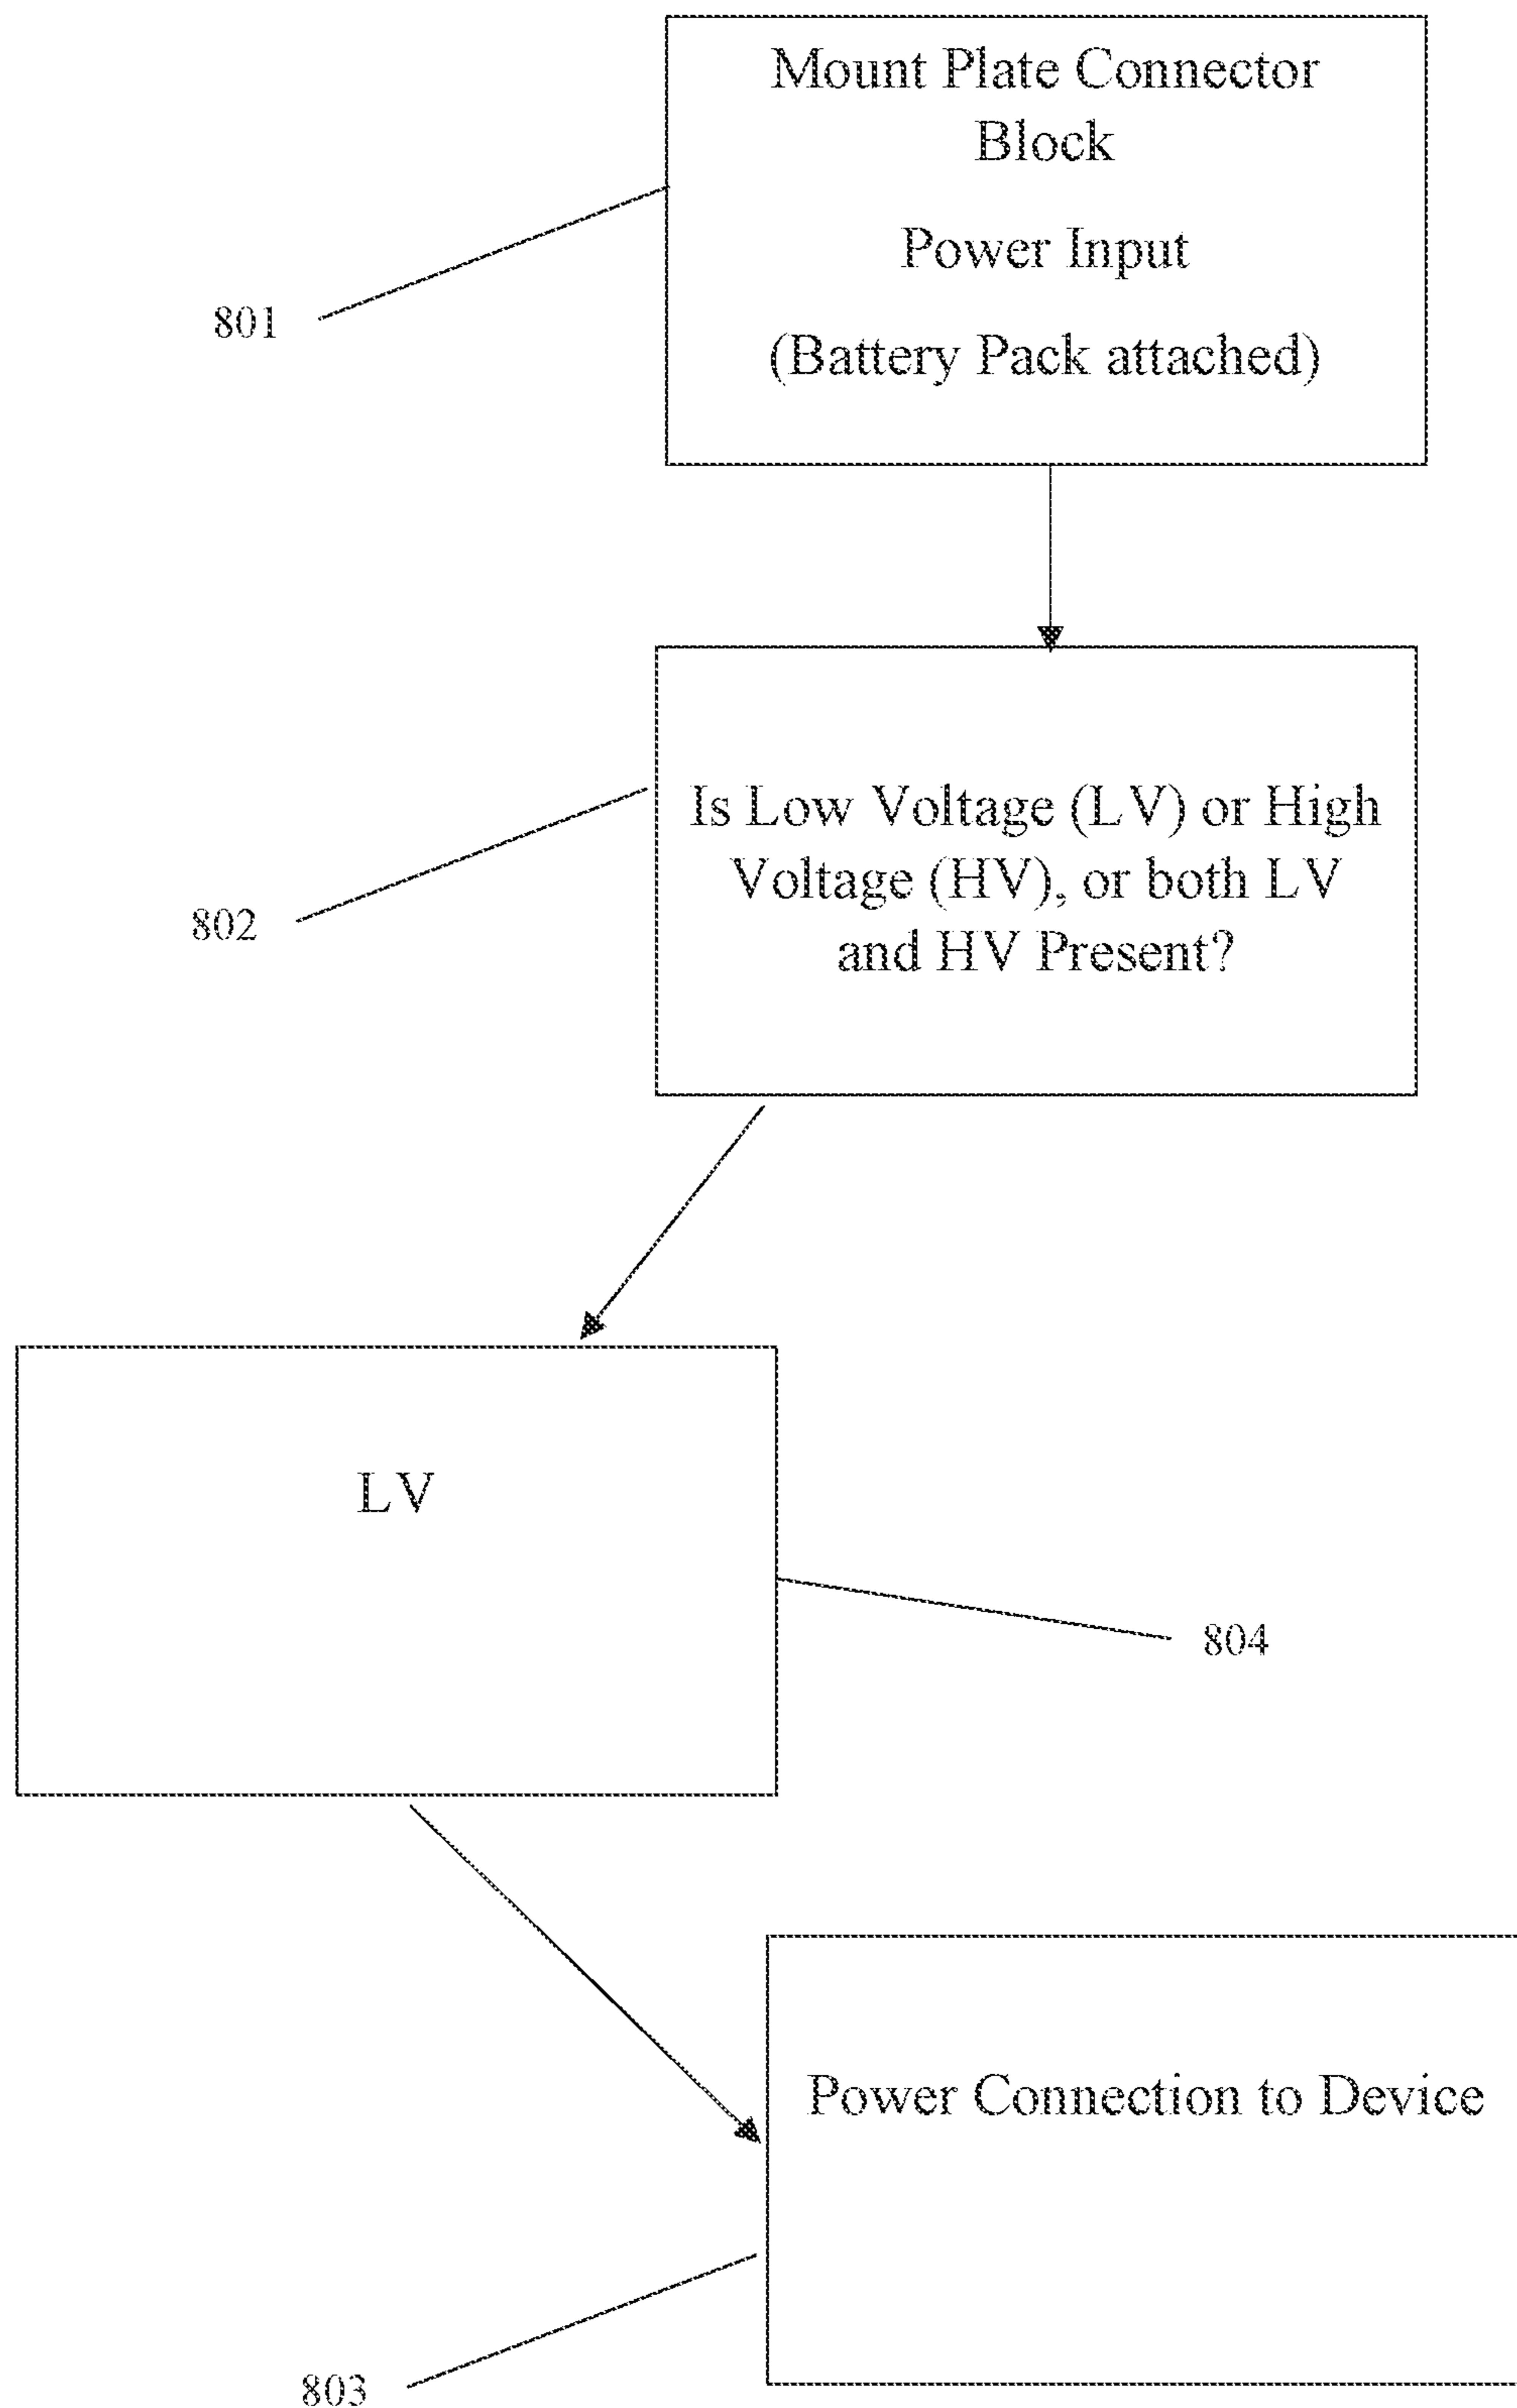 Mount Plate Connector
Block
Power Input
801
(Battery Pack attached)
Is Low Voltage (LV) or High
Voltage (HV), or both LV
802
and HV Present?
LV
804
Power Connection to Device
803